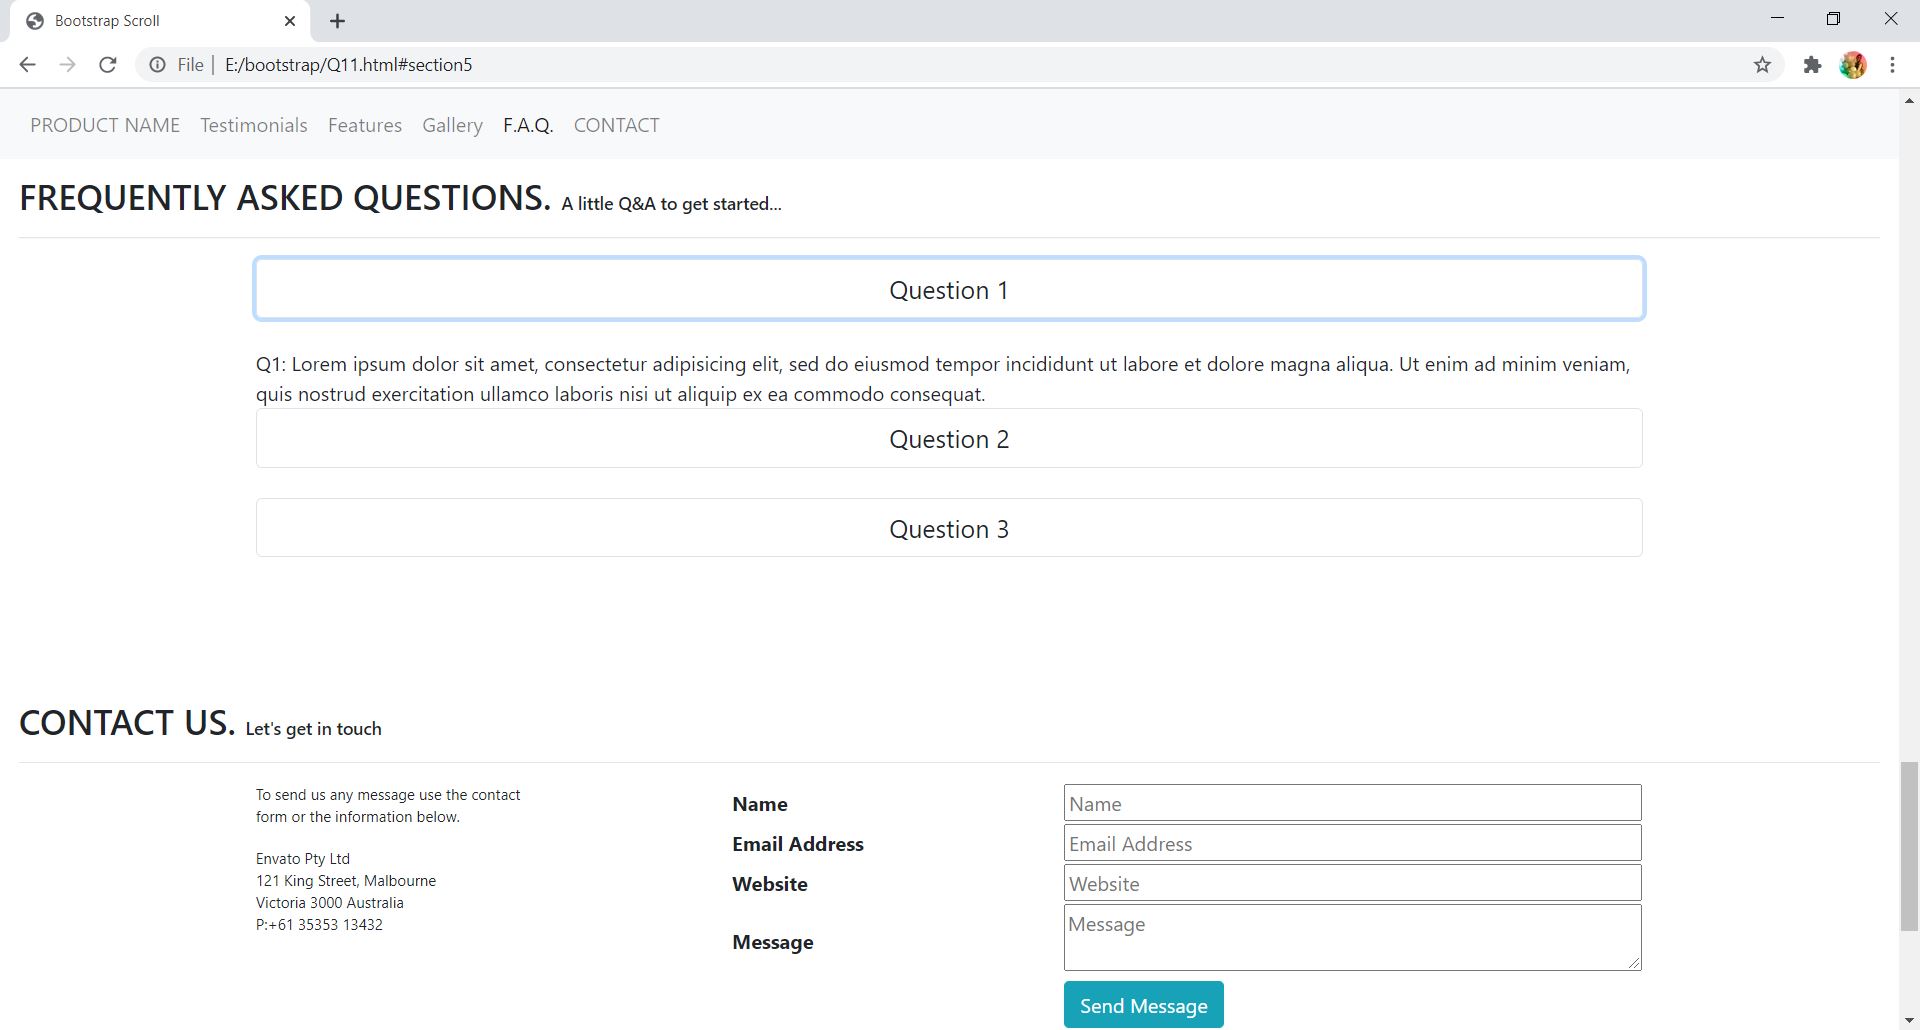 Bootstrap Scroll
File | E:/bootstrap/Q11.html#section5
PRODUCT NAME Testimonials Features Gallery F.A.Q. CONTACT
FREQUENTLY ASKED QUESTIONS. A little Q&A to get started...
Question 1
Q1: Lorem ipsum dolor sit amet, consectetur adipisicing elit, sed do eiusmod tempor incididunt ut labore et dolore magna aliqua. Ut enim ad minim veniam,
quis nostrud exercitation ullamco laboris nisi ut aliquip ex ea commodo consequat.
Question 2
Question 3
CONTACT US. Let's get in touch
To send us any message use the contact
form or the information below.
Envato Pty Ltd
121 King Street, Malbourne
Victoria 3000 Australia
P:+61 35353 13432
Name Name
Email Address Email Address
Website Website
Message Message
Send Message